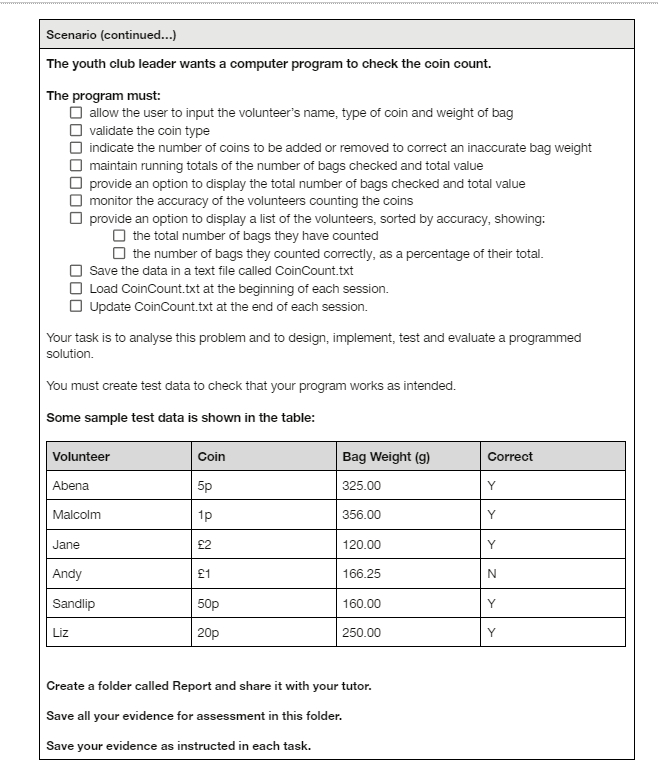 Scenario (continued...)
The youth club leader wants a computer program to check the coin count.
The program must:
allow the user to input the volunteer's name, type of coin and weight of bag
validate the coin type
indicate the number of coins to be added or removed to correct an inaccurate bag weight
maintain running totals of the number of bags checked and total value
provide an option to display the total number of bags checked and total value
monitor the accuracy of the volunteers counting the coins
provide an option to display a list of the volunteers, sorted by accuracy, showing:
the total number of bags they have counted
the number of bags they counted correctly, as a percentage of their total.
Save the data in a text file called CoinCount.txt
Load CoinCount.txt at the beginning of each session.
Update CoinCount.txt at the end of each session.
Your task is to analyse this problem and to design, implement, test and evaluate a programmed
solution.
You must create test data to check that your program works as intended.
Some sample test data is shown in the table:
Volunteer Coin Bag Weight (g) Correct
Abena 5p 325.00 Y
Malcolm 1p 356.00 Y
Jane £2 120.00 Y
Andy £1 166.25 N
Sandlip 50p 160.00 Y
Liz 20p 250.00 Y
Create a folder called Report and share it with your tutor.
Save all your evidence for assessment in this folder.
Save your evidence as instructed in each task.